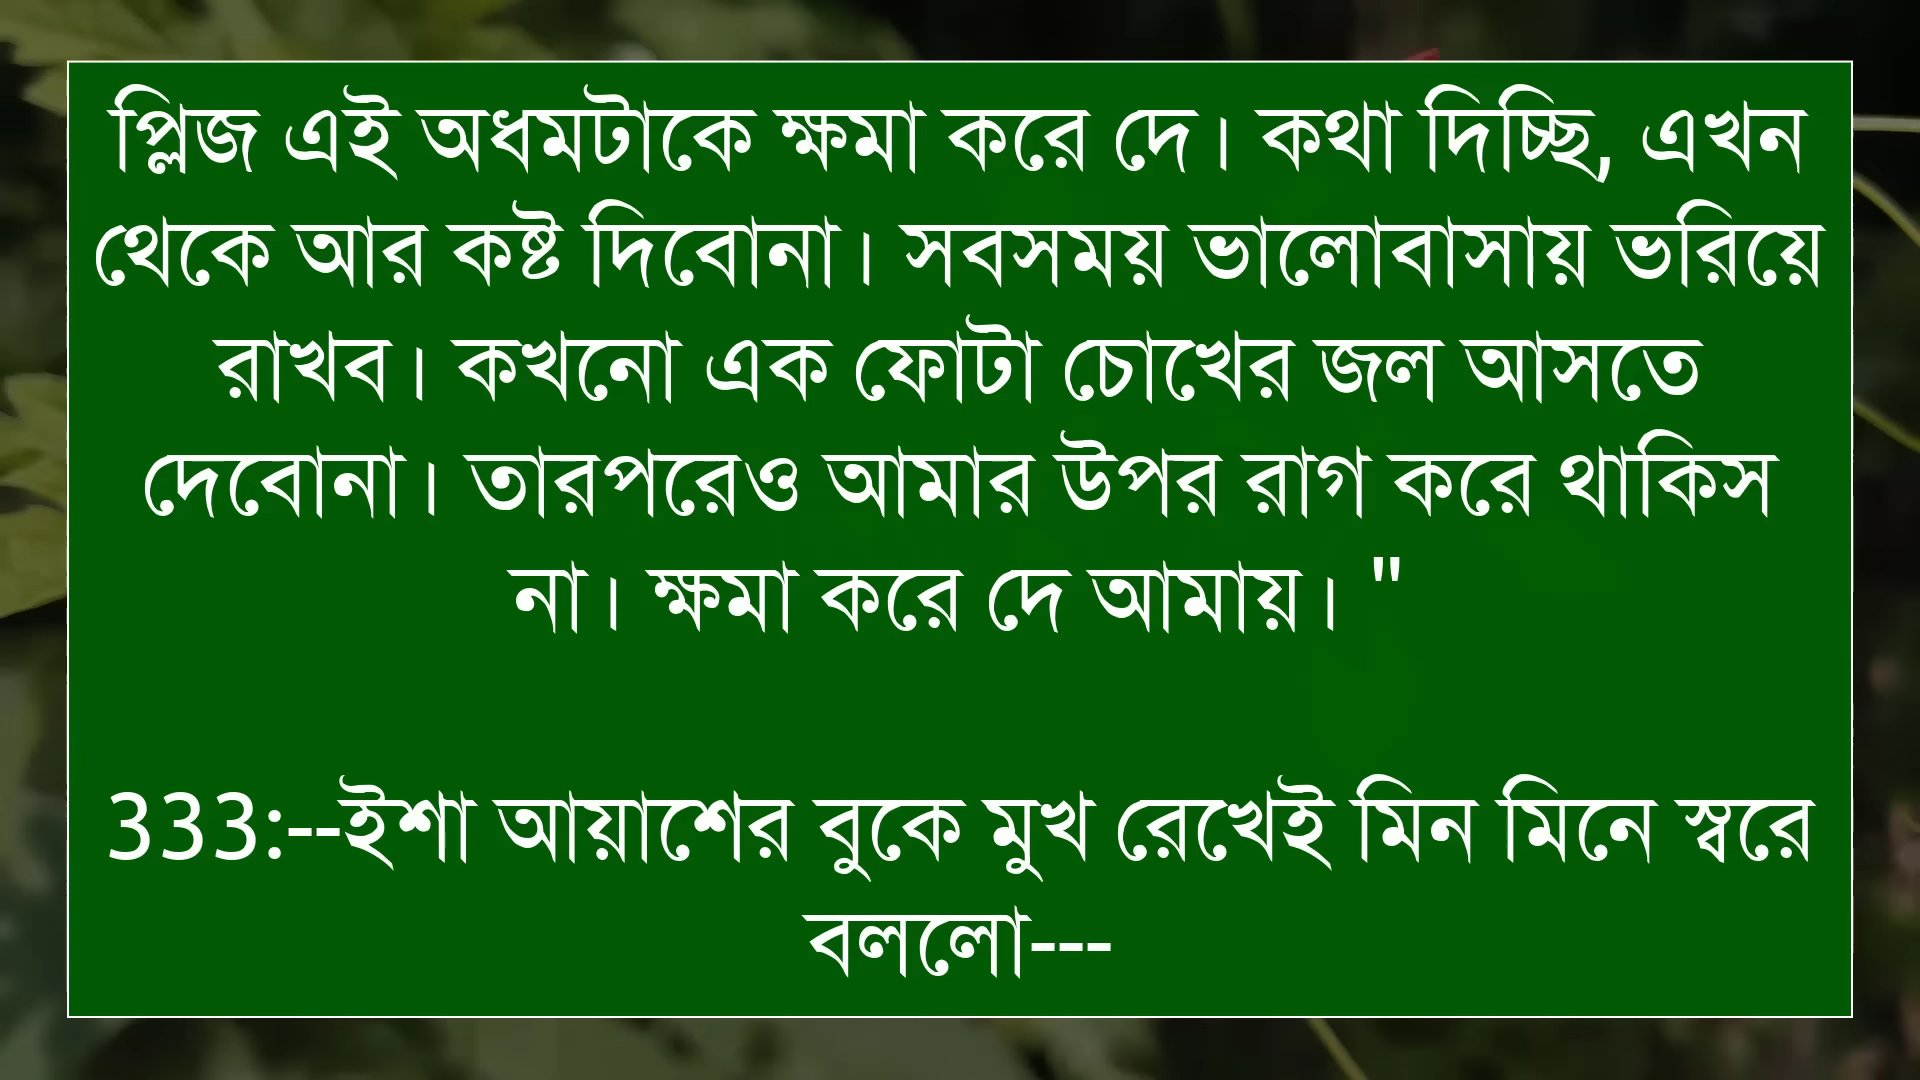 প্লিজ এই অধমটাকে ক্ষমা করে দে। কথা দিচ্ছি, এখন
থেকে আর কষ্ট দিবোনা। সবসময় ভালোবাসায় ভরিয়ে
রাখব। কখনো এক ফোটা চোখের জল আসতে
দেবোনা। তারপরেও আমার উপর রাগ করে থাকিস
না। ক্ষমা করে দে আমায়। "
333:--ইশা আয়াশের বুকে মুখ রেখেই মিন মিনে স্বরে
বললো---